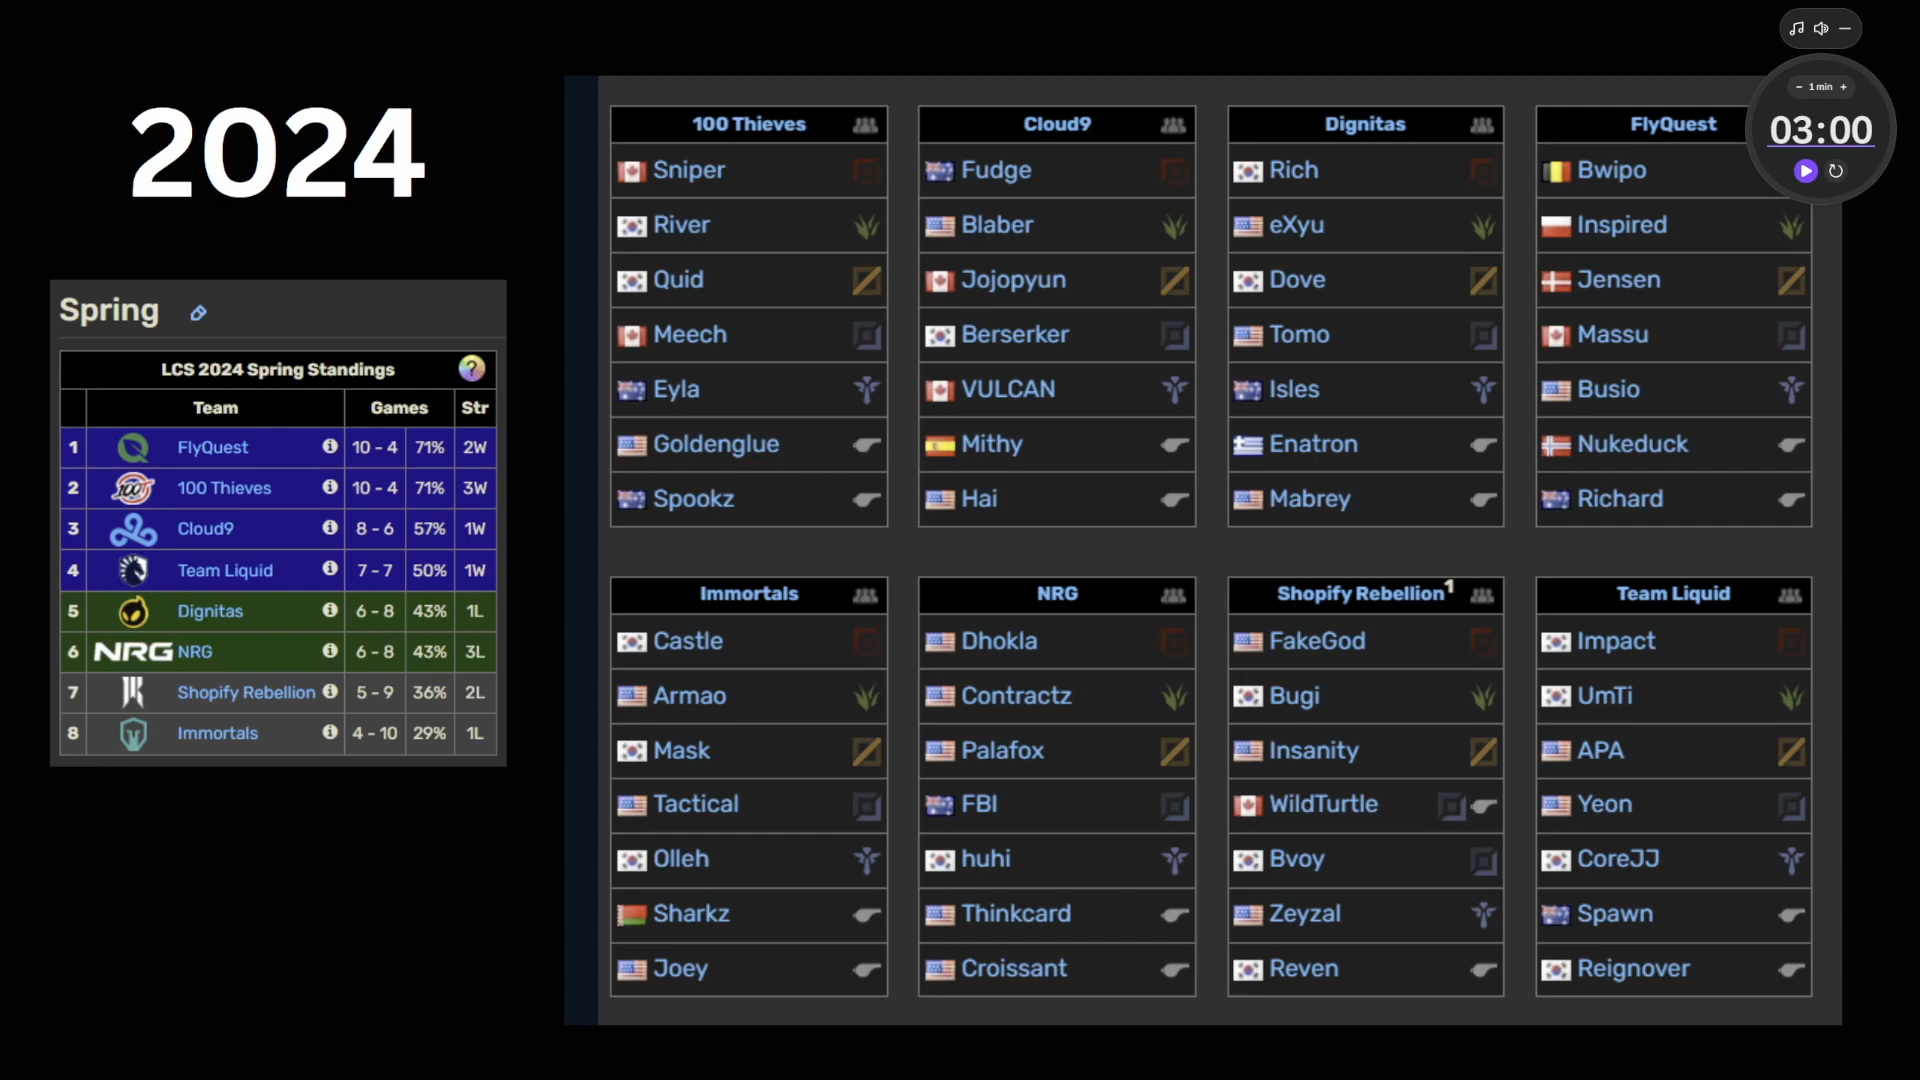 2024
Spring
LCS 2024 Spring Standings ?
Team Games Str
1 FlyQuest 10 - 4 71% 2W
2 100 Thieves 10 - 4 71% 3W
3 Cloud9 8 - 6 57% 1W
4 Team Liquid 7 - 7 50% 1W
5 Dignitas 6 - 8 43% 1L
6 NRG NRG 6 - 8 43% 3L
7 Shopify Rebellion 5 - 9 36% 2L
8 Immortals 4 - 10 29% 1L
100 Thieves
Sniper
River
Quid
Meech
Eyla
Goldenglue
Spookz
Cloud9
Fudge
Blaber
Jojopyun
Berserker
VULCAN
Mithy
Hai
Dignitas
Rich
eXyu
Dove
Tomo
Isles
Enatron
Mabrey
FlyQuest
Bwipo
Inspired
Jensen
Massu
Busio
Nukeduck
Richard
Immortals
Castle
Armao
Mask
Tactical
Olleh
Sharkz
Joey
NRG
Dhokla
Contractz
Palafox
FBI
huhi
Thinkcard
Croissant
Shopify Rebellion1
FakeGod
Bugi
Insanity
WildTurtle
Bvoy
Zeyzal
Reven
Team Liquid
Impact
UmTi
APA
Yeon
CoreJJ
Spawn
Reignover
- 1 min +
03:00